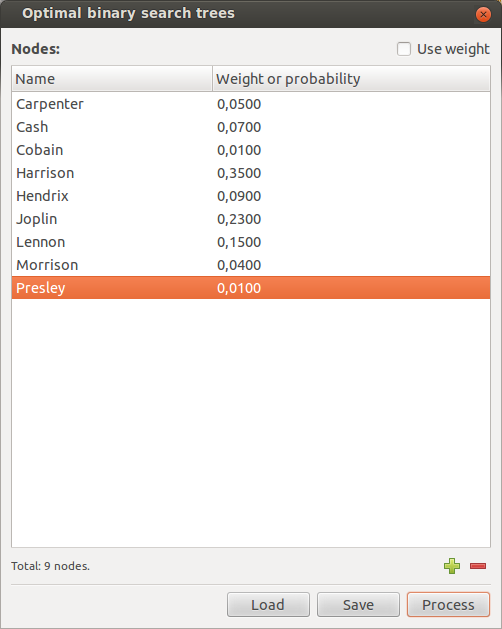 Optimal binary search trees
Nodes: Use weight
Name Weight or probability
Carpenter 0,0500
Cash 0,0700
Cobain 0,0100
Harrison 0,3500
Hendrix 0,0900
Joplin 0,2300
Lennon 0,1500
Morrison 0,0400
Presley 0,0100
Total: 9 nodes.
Load Save Process